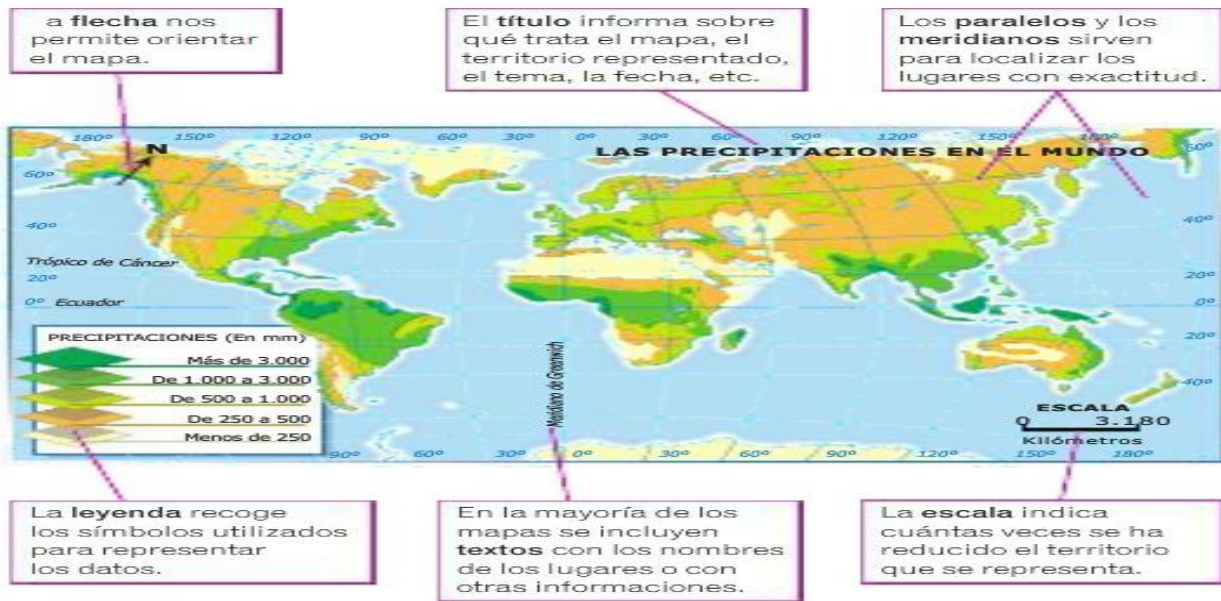 a flecha nos
permite orientar
el mapa.
El título informa sobre
qué trata el mapa, el
territorio representado,
el tema, la fecha, etc.
Los paralelos y los
meridianos sirven
para localizar los
lugares con exactitud.
180º 150º 120º 90º 60º 30º 0º 30º 60º 90º 120º 150º 180º
N
LAS PRECIPITACIONES EN EL MUNDO
60º
60º
40º
40º
Trópico de Cáncer
20º
20º
0º Ecuador
0º
20º
40º
PRECIPITACIONES (En mm)
Más de 3.000
De 1.000 a 3.000
De 500 a 1.000
De 250 a 500
Menos de 250
Meridiano de Greenwich
ESCALA
0 3.180
Kilómetros
90º 60º 30º 0º 30º 60º 90º 120º 150º 180º
La leyenda recoge
los símbolos utilizados
para representar
los datos.
En la mayoría de los
mapas se incluyen
textos con los nombres
de los lugares o con
otras informaciones.
La escala indica
cuántas veces se ha
reducido el territorio
que se representa.